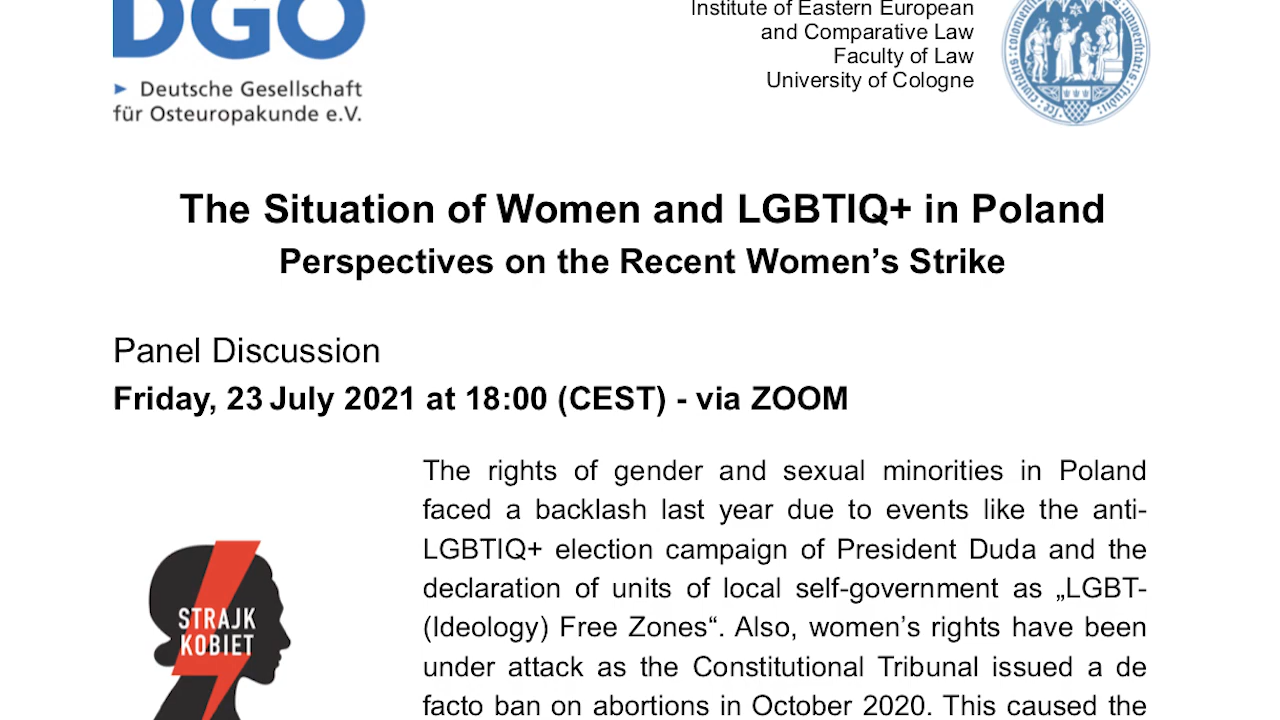 DGO
Deutsche Gesellschaft
für Osteuropakunde e.V.
Institute of Eastern European
and Comparative Law
Faculty of Law
University of Cologne
The Situation of Women and LGBTIQ+ in Poland
Perspectives on the Recent Women’s Strike
Panel Discussion
Friday, 23 July 2021 at 18:00 (CEST) - via ZOOM
The rights of gender and sexual minorities in Poland
faced a backlash last year due to events like the anti-
LGBTIQ+ election campaign of President Duda and the
declaration of units of local self-government as „LGBT-
(Ideology) Free Zones“. Also, women’s rights have been
under attack as the Constitutional Tribunal issued a de
facto ban on abortions in October 2020. This caused the
STRAJK
KOBIET